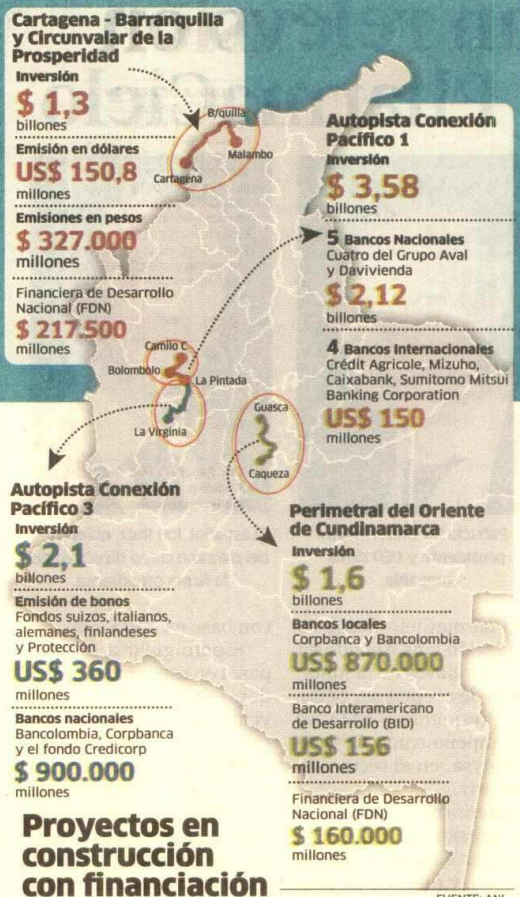 Cartagena - Barranquilla
y Circunvalar de la
Prosperidad
Inversión
$ 1,3
billones
Emisión en dólares
US$ 150,8
millones
Emisiones en pesos
$ 327.000
millones
Financiera de Desarrollo
Nacional (FDN)
$ 217.500
millones
B/quilla
Malambo
Cartagena
Autopista Conexión
Pacífico 1
Inversión
$ 3,58
billones
5 Bancos Nacionales
Cuatro del Grupo Aval
y Davivienda
$ 2,12
billones
4 Bancos Internacionales
Crédit Agricole, Mizuho,
Caixabank, Sumitomo Mitsui
Banking Corporation
US$ 150
millones
Camilo C
Bolombolo
La Pintada
La Virginia
Guasca
Caqueza
Autopista Conexión
Pacífico 3
Inversión
$ 2,1
billones
Emisión de bonos
Fondos suizos, italianos,
alemanes, finlandeses
y Protección
US$ 360
millones
Bancos nacionales
Bancolombia, Corpbanca
y el fondo Credicorp
$ 900.000
millones
Perimetral del Oriente
de Cundinamarca
Inversión
$ 1,6
billones
Bancos locales
Corpbanca y Bancolombia
US$ 870.000
millones
Banco Interamericano
de Desarrollo (BID)
US$ 156
millones
Financiera de Desarrollo
Nacional (FDN)
$ 160.000
millones
Proyectos en
construcción
con financiación
FUENTE: ANI